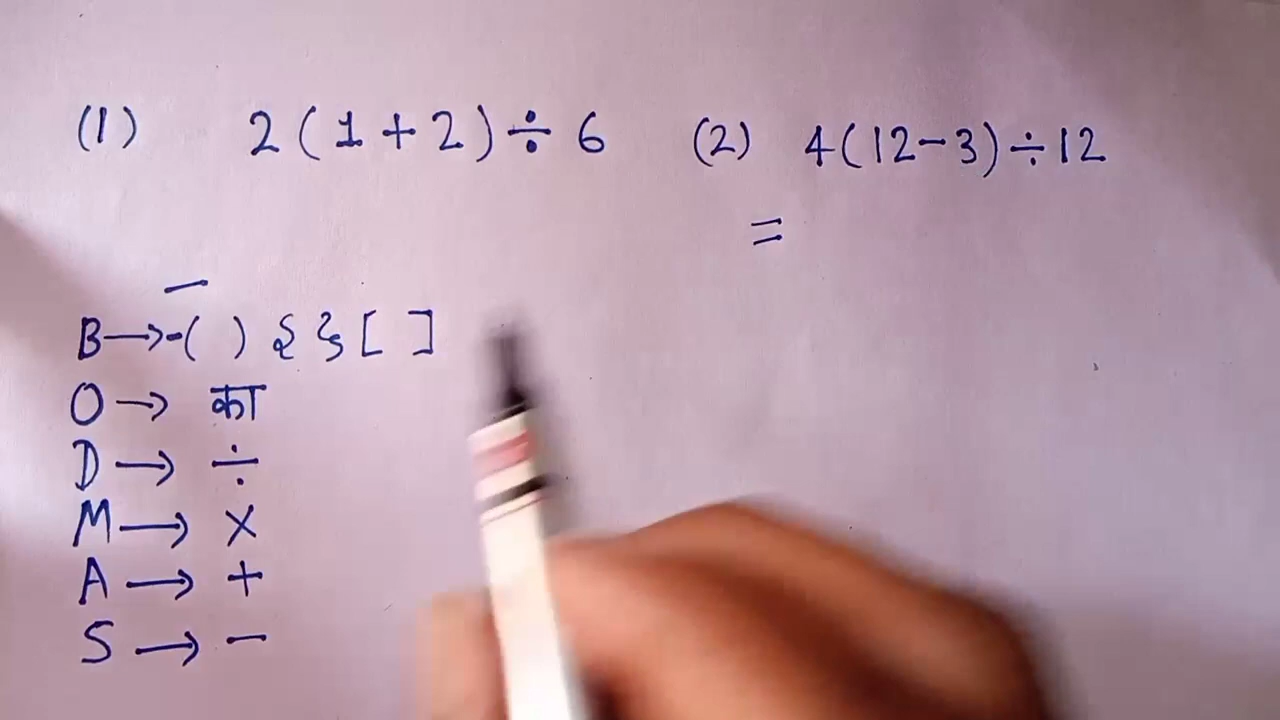 (1) 2(1+2)÷6 (2) 4(12-3)÷12
=
B→ - ( ) { } [ ]
O→ का
D→ ÷
M→ ×
A→ +
S→ -